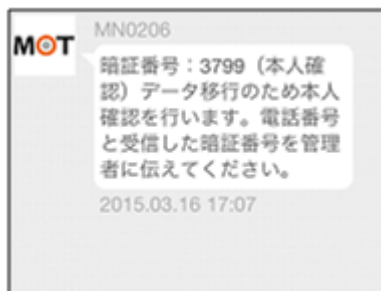 MOT
MN0206
暗証番号：3799（本人確
認）データ移行のため本人
確認を行います。電話番号
と受信した暗証番号を管理
者に伝えてください。
2015.03.16 17:07